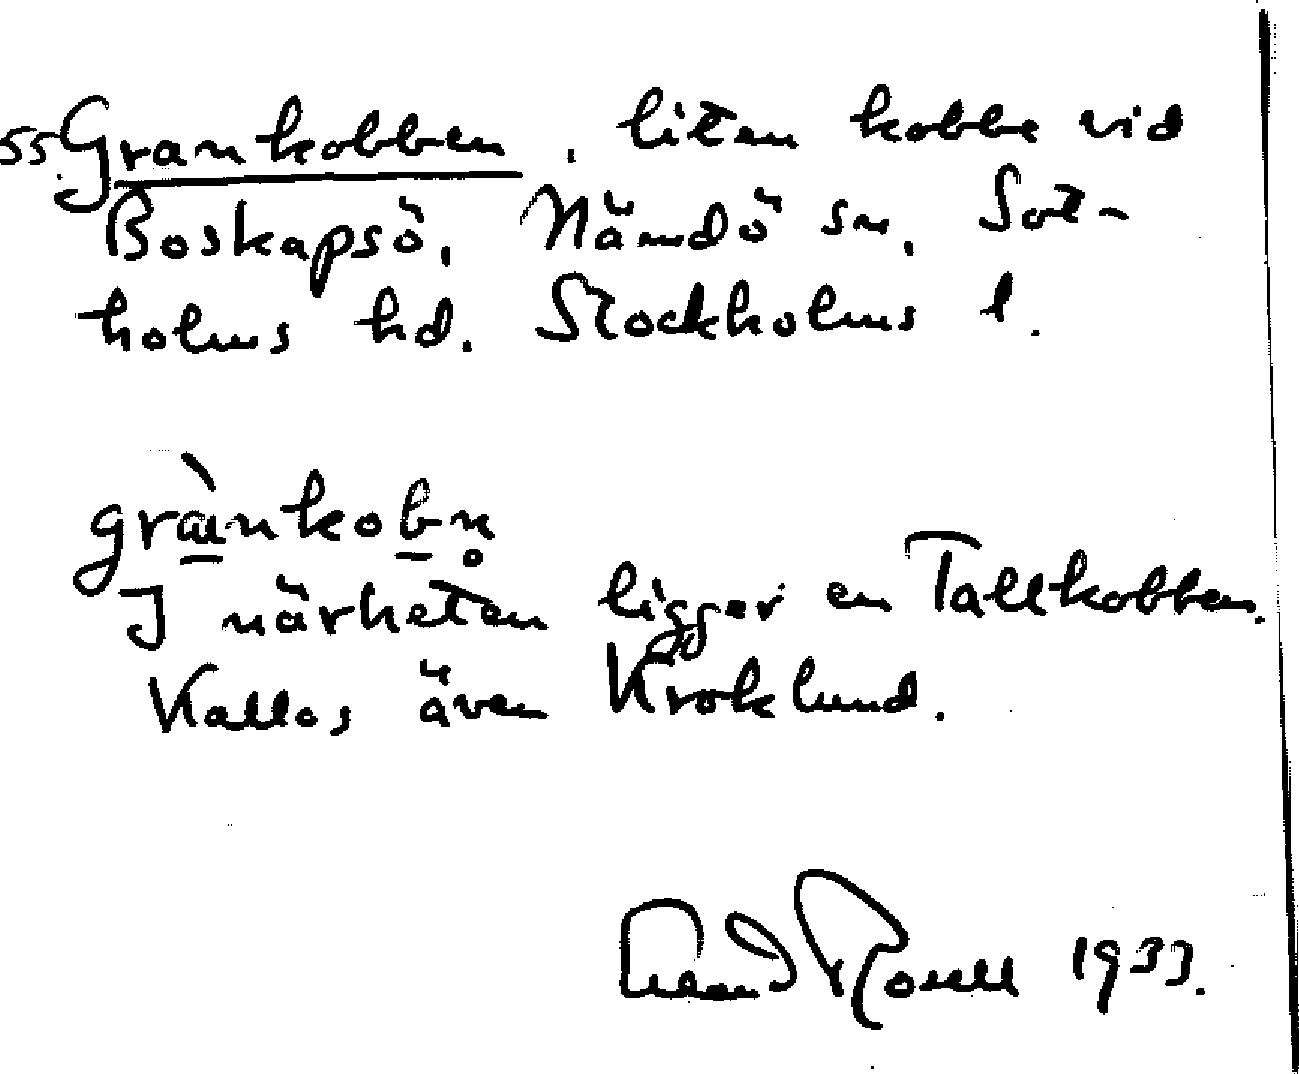 55. Grankobben, liten kobbe vid
Boskapsö, Nämdö sn, Sot-
holms hd. Stockholms l.
grànkobn̥
I närheten ligger en Tallkobben.
Kallas även Kroklund.
1933.